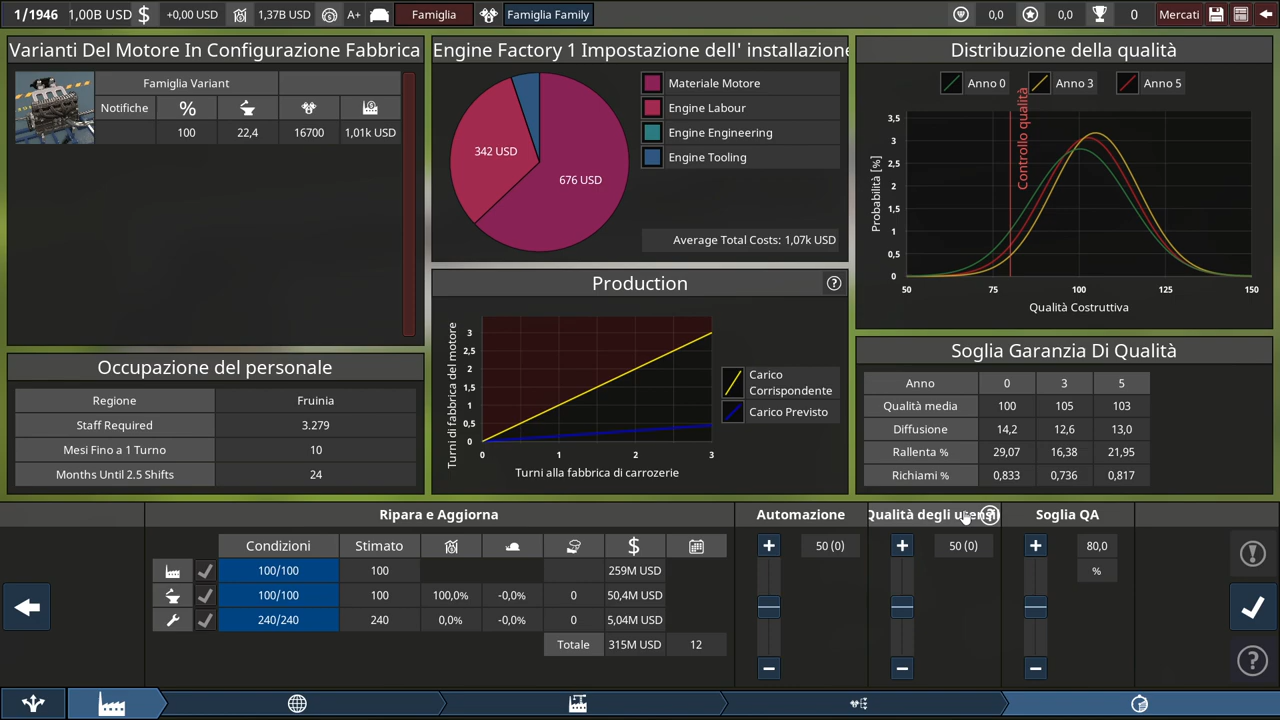 1/1946
1,00B USD
+0,00 USD
1,37B USD
A+
Famiglia
Famiglia Family
0,0
0,0
0
Mercati
Varianti Del Motore In Configurazione Fabbrica
Famiglia Variant
Notifiche
%
100
22,4
16700
1,01k USD
Engine Factory 1 Impostazione dell' installazione
342 USD
676 USD
Materiale Motore
Engine Labour
Engine Engineering
Engine Tooling
Average Total Costs: 1,07k USD
Distribuzione della qualità
Anno 0
Anno 3
Anno 5
Controllo qualità
Probabilità [%]
3,5
3
2,5
2
1,5
1
0,5
0
50
75
100
125
150
Qualità Costruttiva
Occupazione del personale
Regione
Fruinia
Staff Required
3.279
Mesi Fino a 1 Turno
10
Months Until 2.5 Shifts
24
Production
Turni di fabbrica del motore
3
2,5
2
1,5
1
0,5
0
0
1
2
3
Turni alla fabbrica di carrozerie
Carico
Corrispondente
Carico Previsto
Soglia Garanzia Di Qualità
Anno 0 3 5
Qualità media 100 105 103
Diffusione 14,2 12,6 13,0
Rallenta % 29,07 16,38 21,95
Richiami % 0,833 0,736 0,817
Ripara e Aggiorna
Condizioni Stimato $
100/100 100 259M USD
100/100 100 100,0% -0,0% 0 50,4M USD
240/240 240 0,0% -0,0% 0 5,04M USD
Totale 315M USD 12
Automazione
50 (0)
Qualità degli utensili
50 (0)
Soglia QA
80,0
%